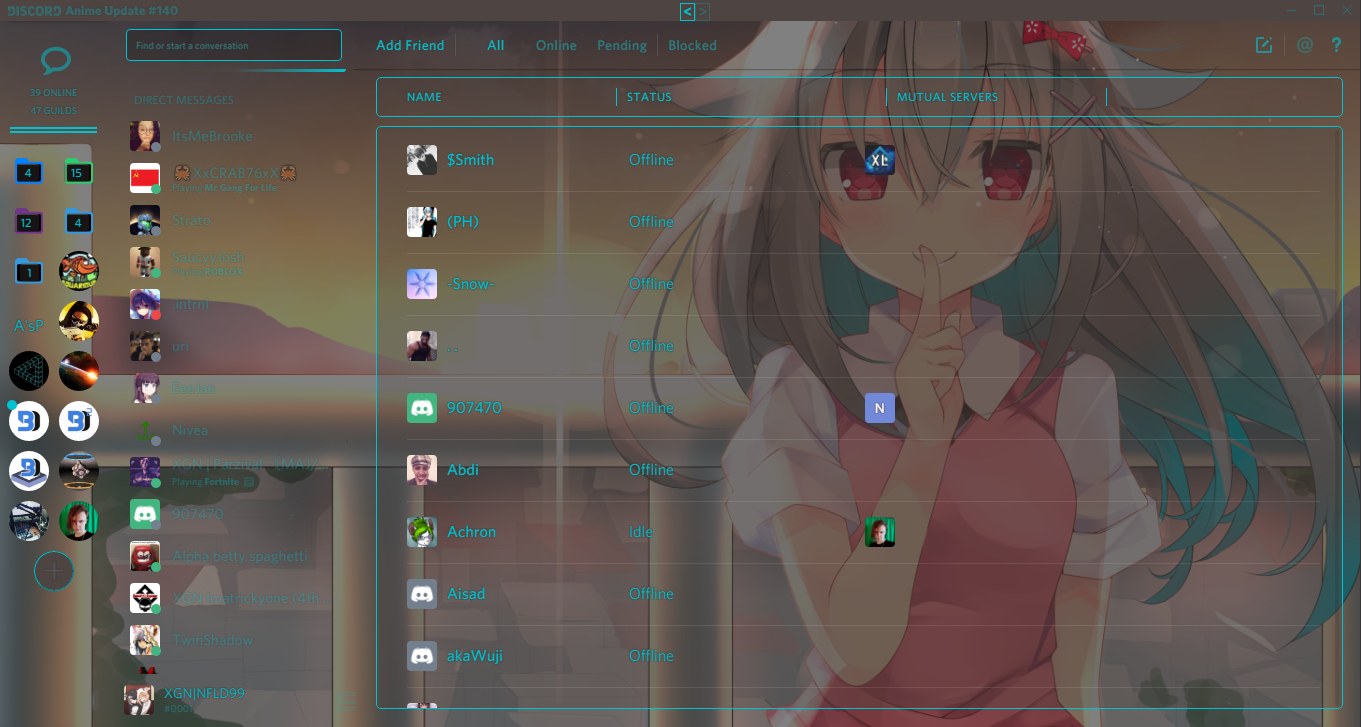 DISCORD Anime Update #140
< >
Find or start a conversation
Add Friend All Online Pending Blocked
@ ?
39 ONLINE
47 GUILDS
DIRECT MESSAGES
NAME STATUS MUTUAL SERVERS
4 15
12 4
1
A'sP
ItsMeBrooke
XxCRAB76xX
Playing Mc Gang For Life
Strato
SaucyyJosh
Playing ROBLOX
.intrnl
uri
Nivea
XGN | Parzival - (MA)/...
Playing Fortnite
907470
Alpha betty spaghetti
XGN|matrickyone (4th ...
TwinShadow
XGN|NFLD99
#0001
$Smith Offline XL
(PH) Offline
-Snow- Offline
. . Offline
907470 Offline N
Abdi Offline
Achron Idle
Aisad Offline
akaWuji Offline